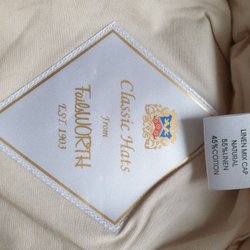 Classic Hats
From
FailsWORTH
EST. 1903
LINEN MIX CAP
NATURAL
55%LINEN
45%COTTON